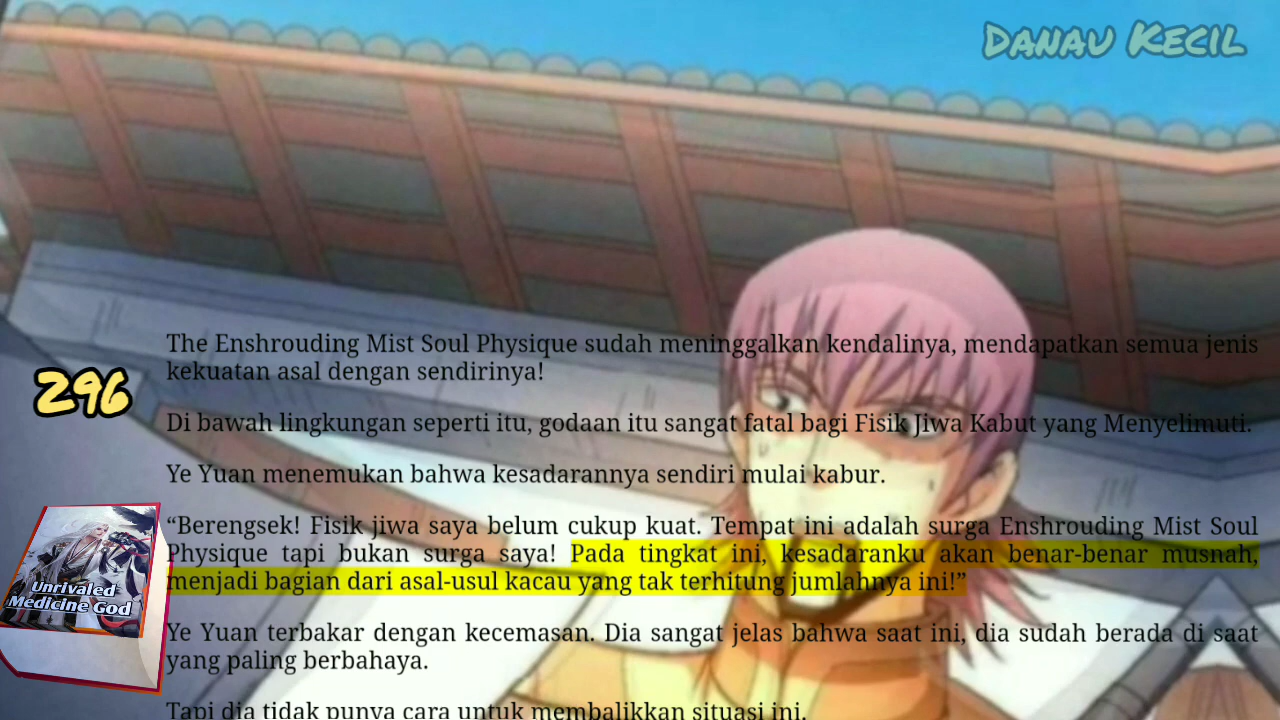 Danau Kecil
The Enshrouding Mist Soul Physique sudah meninggalkan kendalinya, mendapatkan semua jenis
kekuatan asal dengan sendirinya!
296
Di bawah lingkungan seperti itu, godaan itu sangat fatal bagi Fisik Jiwa Kabut yang Menyelimuti.
Ye Yuan menemukan bahwa kesadarannya sendiri mulai kabur.
“Berengsek! Fisik jiwa saya belum cukup kuat. Tempat ini adalah surga Enshrouding Mist Soul
Physique tapi bukan surga saya! Pada tingkat ini, kesadaranku akan benar-benar musnah,
menjadi bagian dari asal-usul kacau yang tak terhitung jumlahnya ini!”
Unrivaled
Medicine God
Ye Yuan terbakar dengan kecemasan. Dia sangat jelas bahwa saat ini, dia sudah berada di saat
yang paling berbahaya.
Tapi dia tidak punya cara untuk membalikkan situasi ini.